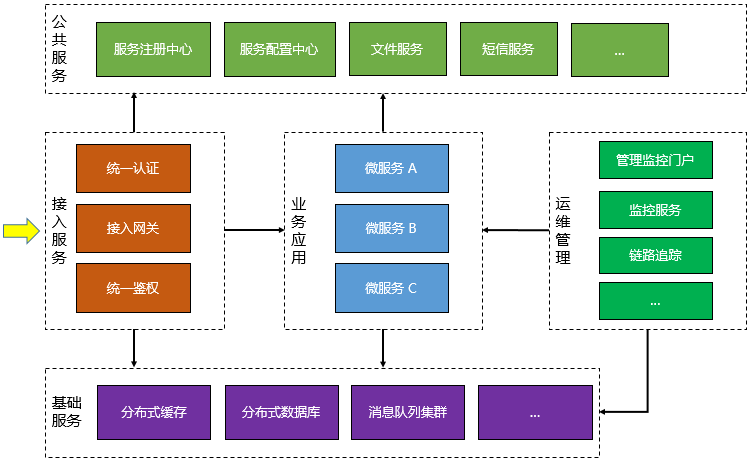 公共服务
服务注册中心
服务配置中心
文件服务
短信服务
...
接入服务
统一认证
接入网关
统一鉴权
业务应用
微服务 A
微服务 B
微服务 C
运维管理
管理监控门户
监控服务
链路追踪
...
基础
服务
分布式缓存
分布式数据库
消息队列集群
...